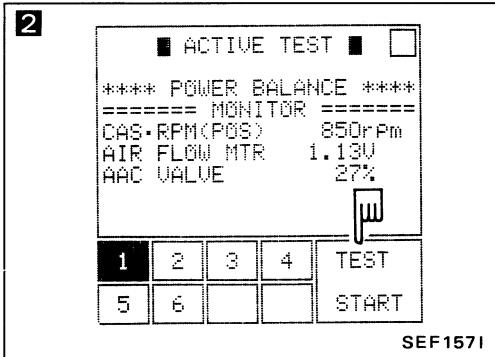 2
■ ACTIVE TEST ■
**** POWER BALANCE ****
======= MONITOR =======
CAS•RPM(POS) 850rpm
AIR FLOW MTR 1.13V
AAC VALVE 27%
1 2 3 4 TEST
5 6 START
SEF157I